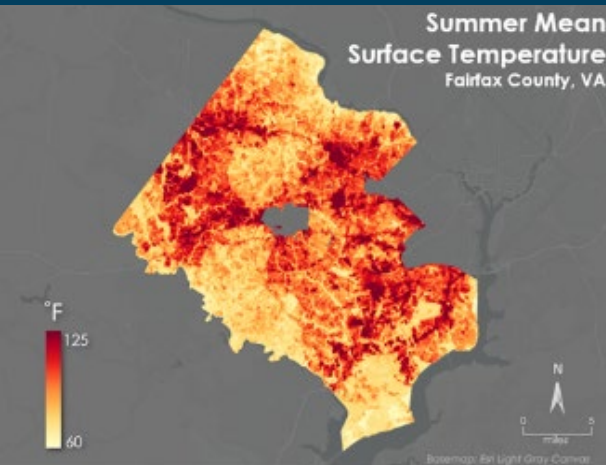 Summer Mean
Surface Temperature
Fairfax County, VA
°F
125
60
N
0 5
miles
Basemap: Esri Light Gray Canvas